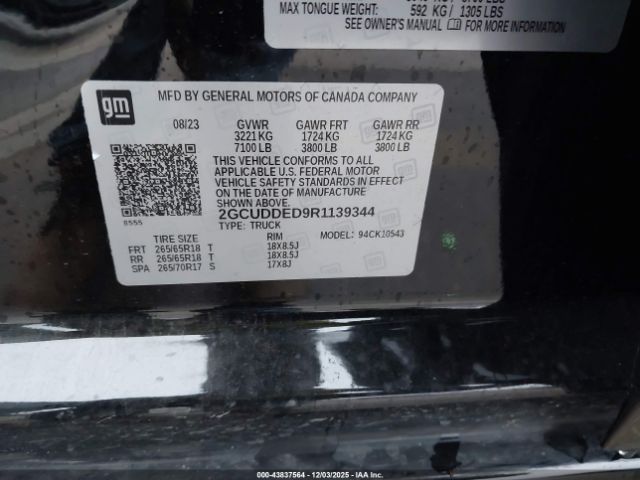 MAX TONGUE WEIGHT: 592 KG/ 1305 LBS
SEE OWNER'S MANUAL FOR MORE INFORMATION
gm
MFD BY GENERAL MOTORS OF CANADA COMPANY
08/23 GVWR GAWR FRT GAWR RR
3221 KG 1724 KG 1724 KG
7100 LB 3800 LB 3800 LB
THIS VEHICLE CONFORMS TO ALL
APPLICABLE U.S. FEDERAL MOTOR
VEHICLE SAFETY STANDARDS IN EFFECT
ON THE DATE OF MANUFACTURE
SHOWN ABOVE.
8555
2GCUDDED9R1139344
TYPE: TRUCK MODEL: 94CK10543
TIRE SIZE RIM
FRT 265/65R18 T 18X8.5J
RR 265/65R18 T 18X8.5J
SPA 265/70R17 S 17X8J
000-43837564 - 12/03/2025 - IAA Inc.